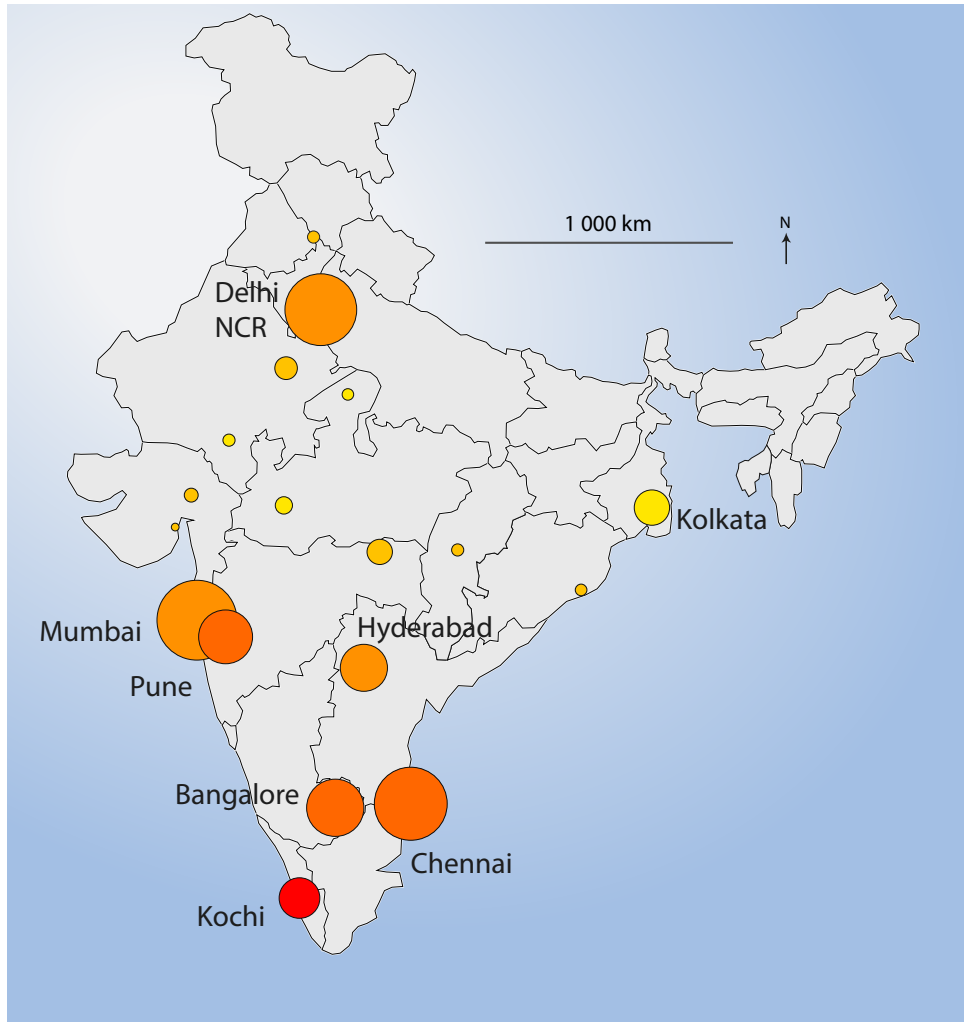 1 000 km
N
Delhi
NCR
Kolkata
Mumbai
Hyderabad
Pune
Bangalore
Chennai
Kochi